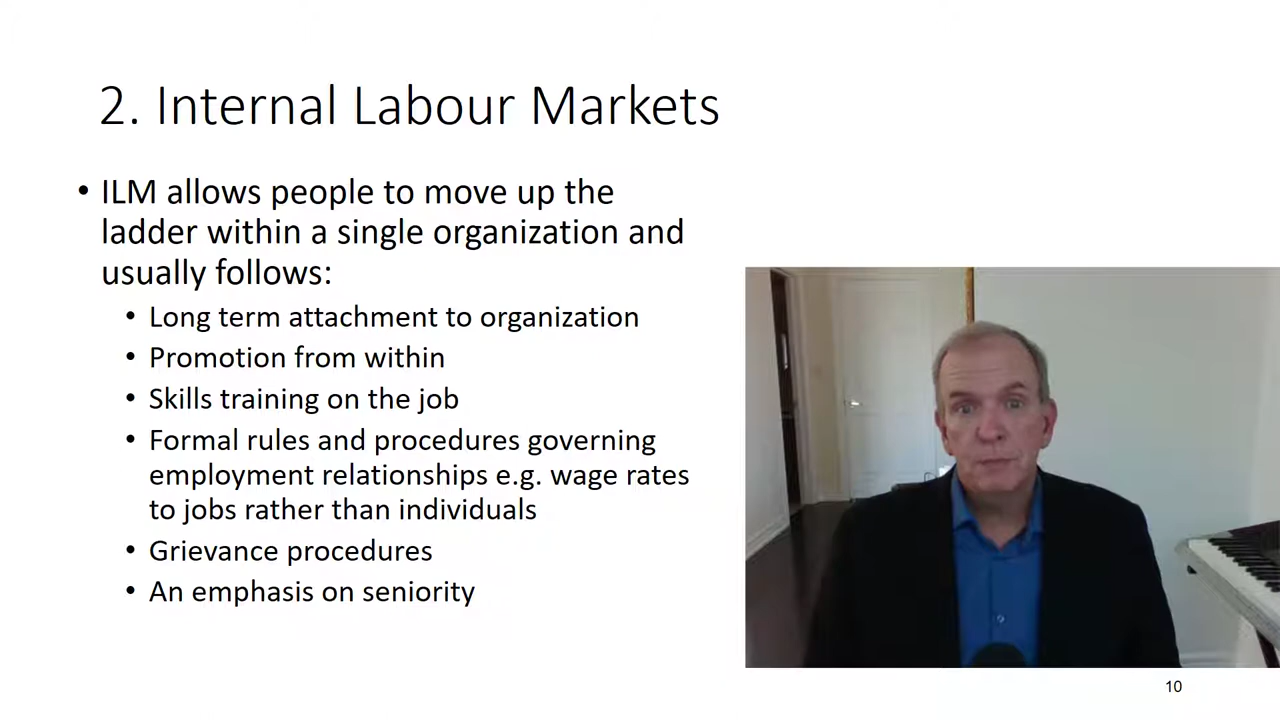 2. Internal Labour Markets
• ILM allows people to move up the
ladder within a single organization and
usually follows:
• Long term attachment to organization
• Promotion from within
• Skills training on the job
• Formal rules and procedures governing
employment relationships e.g. wage rates
to jobs rather than individuals
• Grievance procedures
• An emphasis on seniority
10